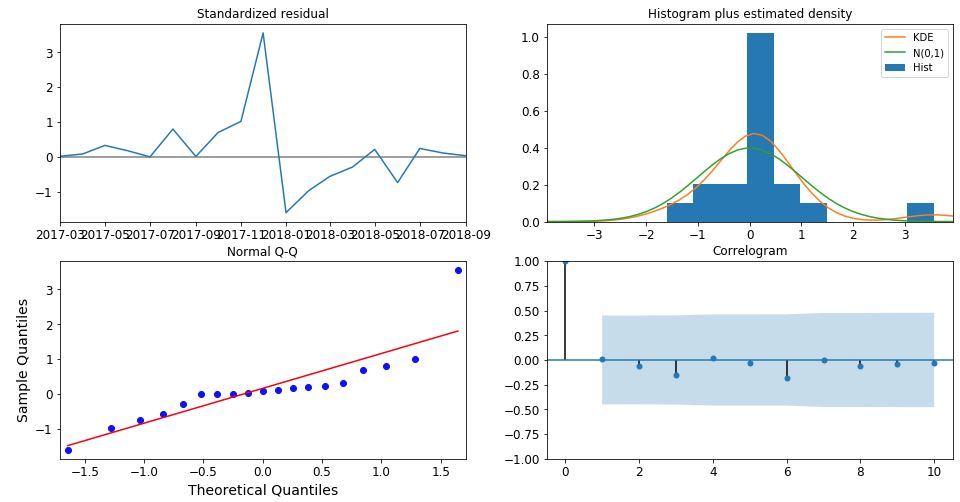 Standardized residual
3
2
1
0
−1
2017-03 2017-05 2017-07 2017-09 2017-11 2018-01 2018-03 2018-05 2018-07 2018-09
Histogram plus estimated density
1.0
0.8
0.6
0.4
0.2
0.0
KDE
N(0,1)
Hist
−3 −2 −1 0 1 2 3
Normal Q-Q
Sample Quantiles
3
2
1
0
−1
−1.5 −1.0 −0.5 0.0 0.5 1.0 1.5
Theoretical Quantiles
Correlogram
1.00
0.75
0.50
0.25
0.00
−0.25
−0.50
−0.75
−1.00
0 2 4 6 8 10